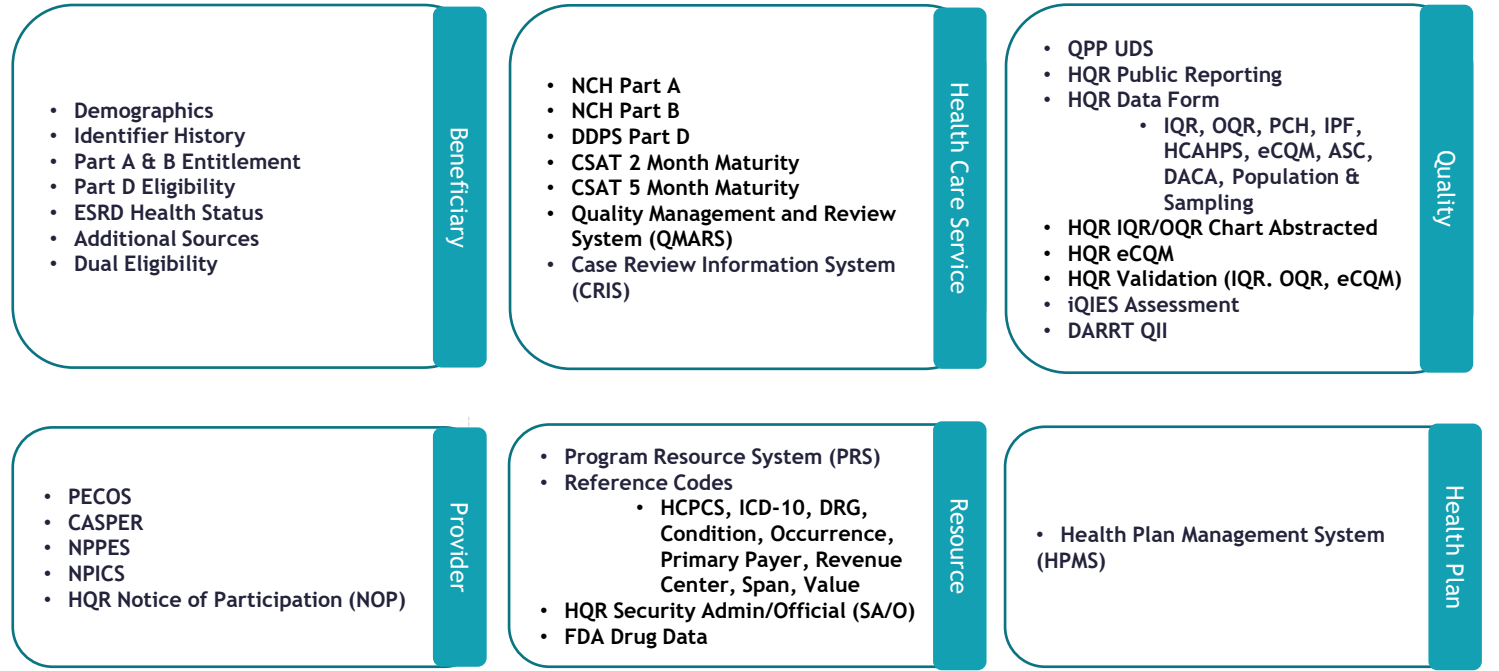 • Demographics
• Identifier History
• Part A & B Entitlement
• Part D Eligibility
• ESRD Health Status
• Additional Sources
• Dual Eligibility
Beneficiary
• NCH Part A
• NCH Part B
• DDPS Part D
• CSAT 2 Month Maturity
• CSAT 5 Month Maturity
• Quality Management and Review
System (QMARS)
• Case Review Information System
(CRIS)
Health Care Service
• QPP UDS
• HQR Public Reporting
• HQR Data Form
• IQR, OQR, PCH, IPF,
HCAHPS, eCQM, ASC,
DACA, Population &
Sampling
• HQR IQR/OQR Chart Abstracted
• HQR eCQM
• HQR Validation (IQR. OQR, eCQM)
• iQIES Assessment
• DARRT QII
Quality
• PECOS
• CASPER
• NPPES
• NPICS
• HQR Notice of Participation (NOP)
Provider
• Program Resource System (PRS)
• Reference Codes
• HCPCS, ICD-10, DRG,
Condition, Occurrence,
Primary Payer, Revenue
Center, Span, Value
• HQR Security Admin/Official (SA/O)
• FDA Drug Data
Resource
• Health Plan Management System
(HPMS)
Health Plan